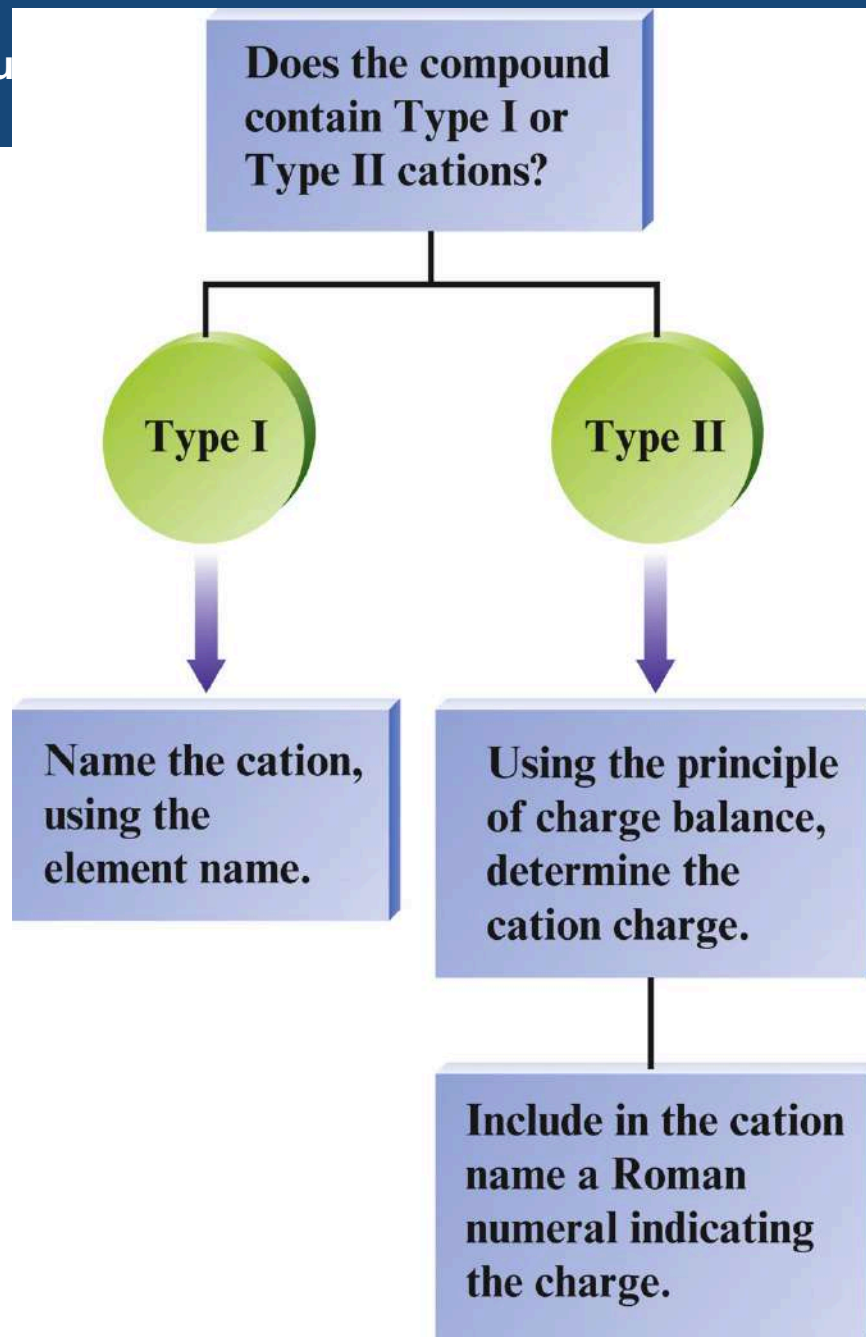 Does the compound
contain Type I or
Type II cations?
Type I
Type II
Name the cation,
using the
element name.
Using the principle
of charge balance,
determine the
cation charge.
Include in the cation
name a Roman
numeral indicating
the charge.